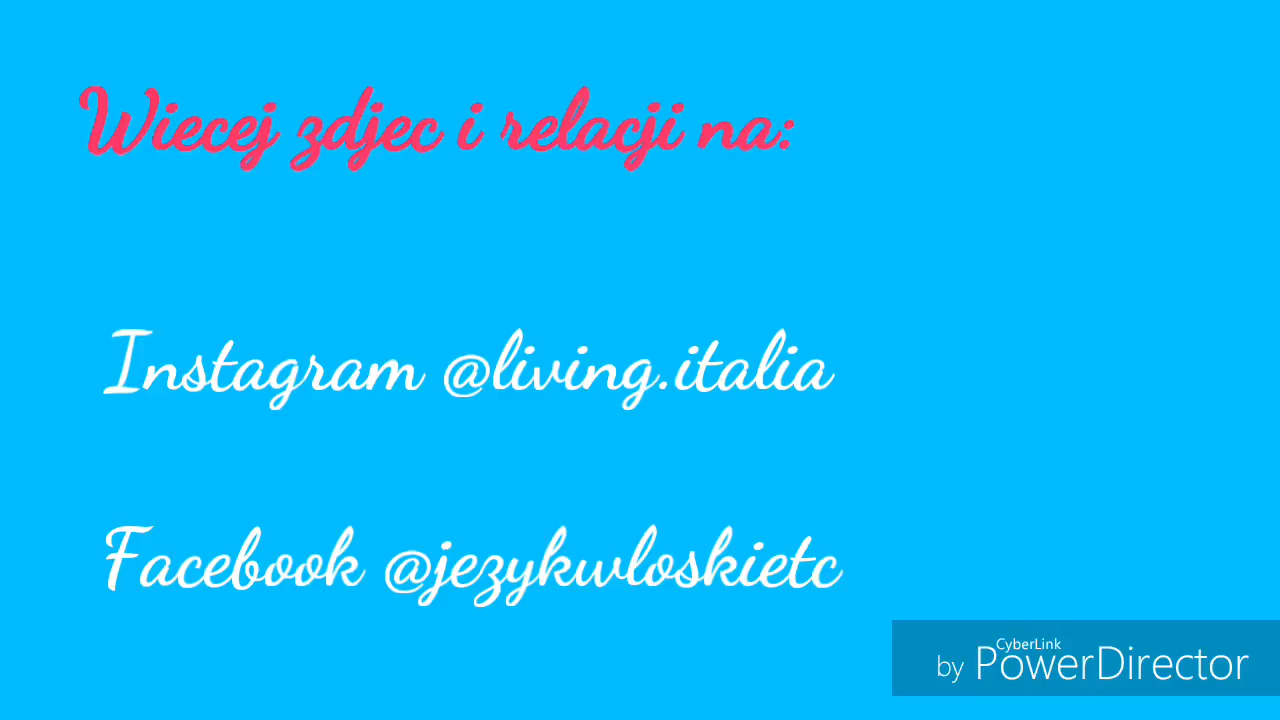 Wiecej zdjec i relacji na:
Instagram @living.italia
Facebook @jezykwloskietc
by CyberLink PowerDirector